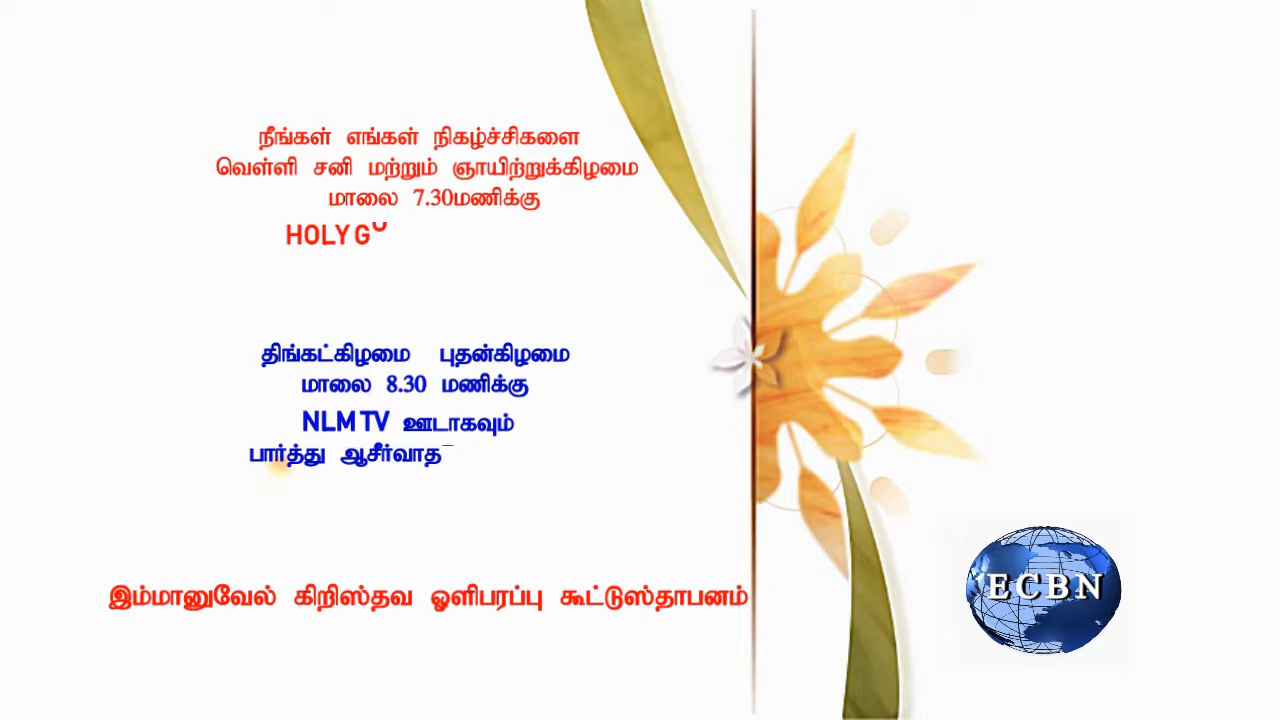 நீங்கள் எங்கள் நிகழ்ச்சிகளை
வெள்ளி சனி மற்றும் ஞாயிற்றுக்கிழமை
மாலை 7.30மணிக்கு
HOLY G
திங்கட்கிழமை புதன்கிழமை
மாலை 8.30 மணிக்கு
NLM TV ஊடாகவும்
பார்த்து ஆசீர்வாத
இம்மானுவேல் கிறிஸ்தவ ஓளிபரப்பு கூட்டுஸ்தாபனம்
ECBN